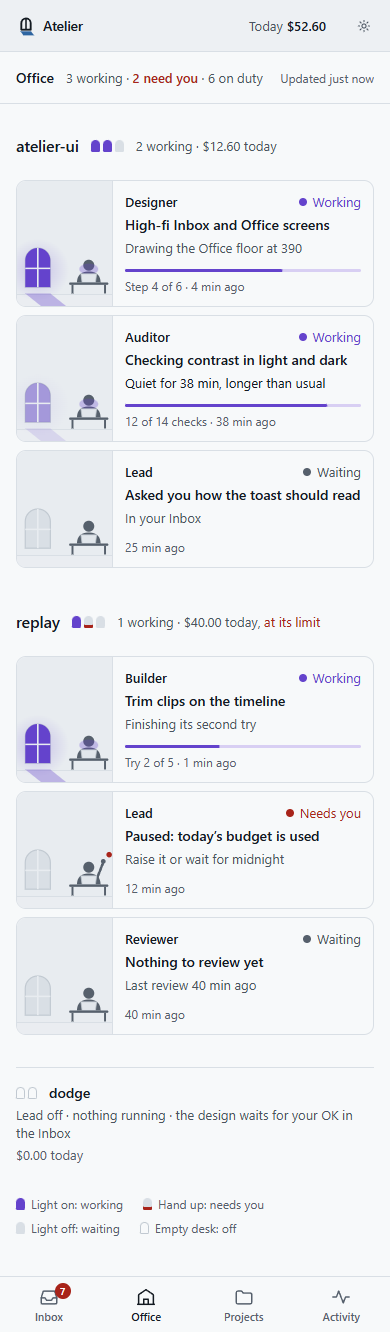 Atelier
Today $52.60
Office 3 working · 2 need you · 6 on duty Updated just now
atelier-ui 2 working · $12.60 today
Designer Working
High-fi Inbox and Office screens
Drawing the Office floor at 390
Step 4 of 6 · 4 min ago
Auditor Working
Checking contrast in light and dark
Quiet for 38 min, longer than usual
12 of 14 checks · 38 min ago
Lead Waiting
Asked you how the toast should read
In your Inbox
25 min ago
replay 1 working · $40.00 today, at its limit
Builder Working
Trim clips on the timeline
Finishing its second try
Try 2 of 5 · 1 min ago
Lead Needs you
Paused: today’s budget is used
Raise it or wait for midnight
12 min ago
Reviewer Waiting
Nothing to review yet
Last review 40 min ago
40 min ago
dodge
Lead off · nothing running · the design waits for your OK in
the Inbox
$0.00 today
Light on: working Hand up: needs you
Light off: waiting Empty desk: off
7
Inbox Office Projects Activity